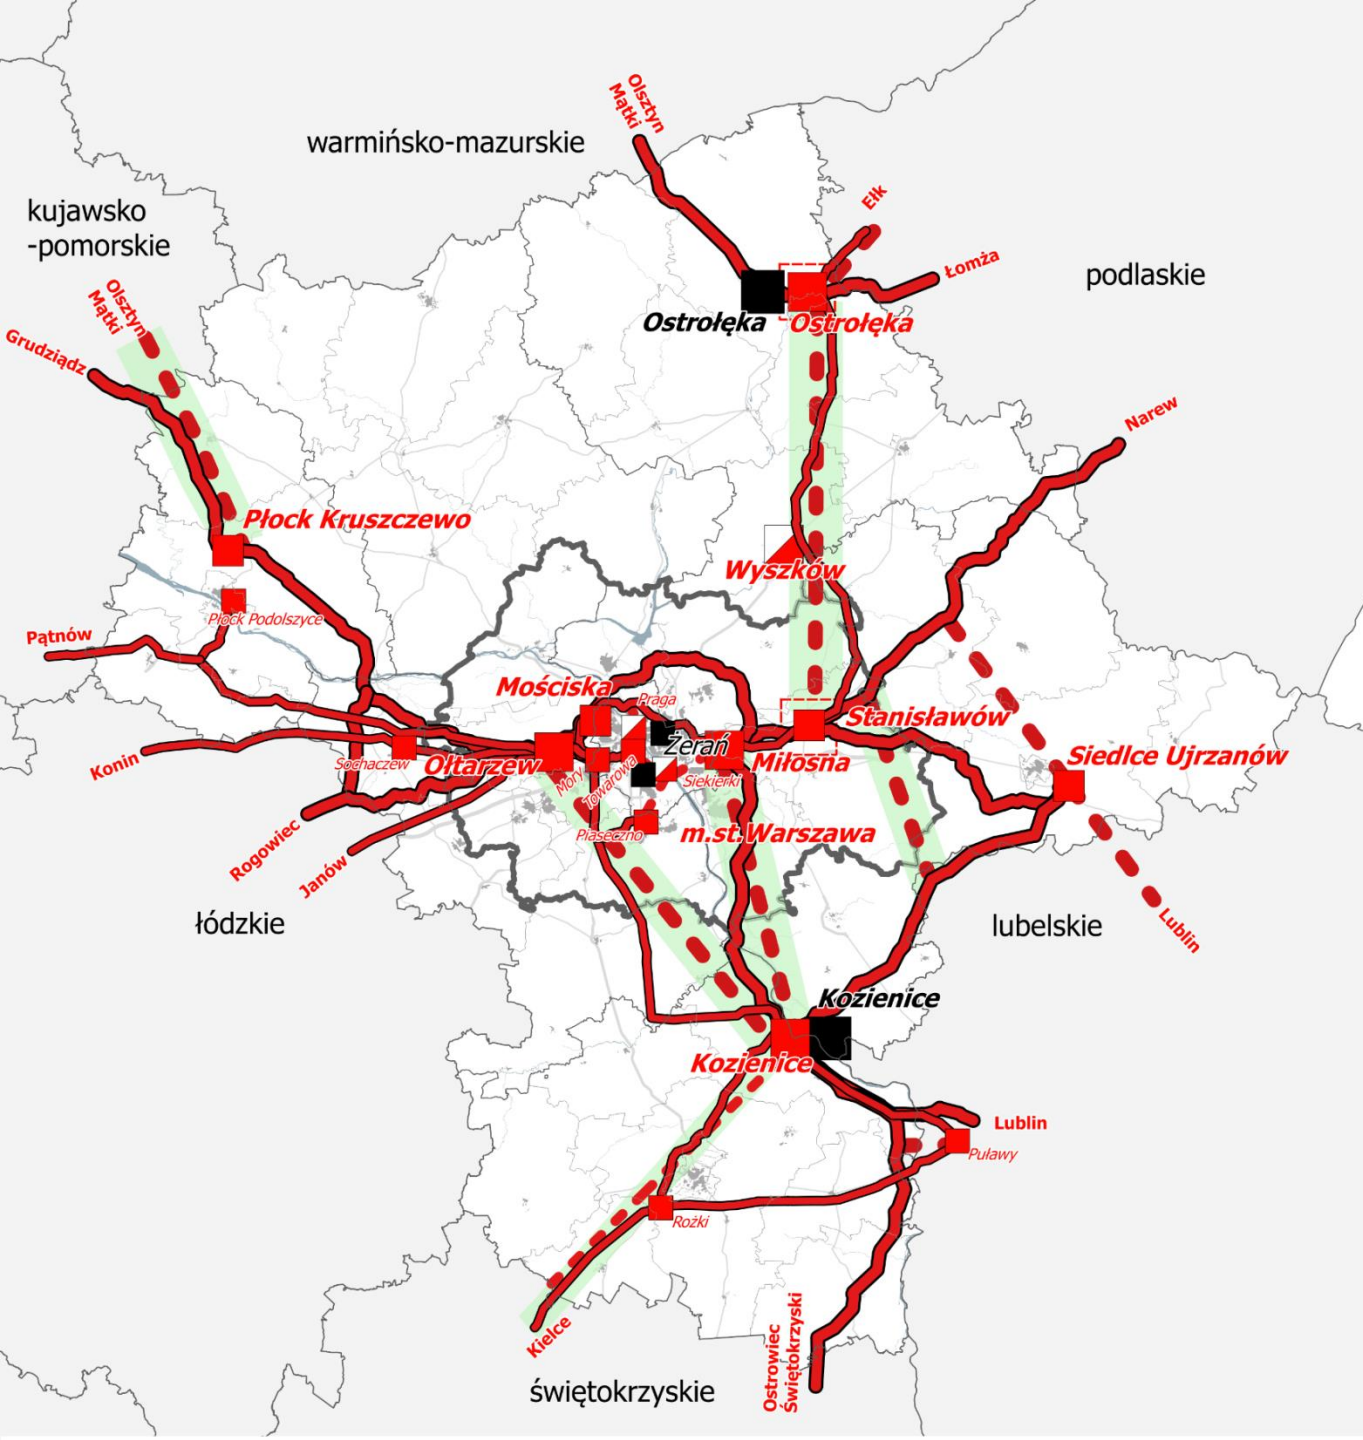 Olsztyn
Mątki
warmińsko-mazurskie
Ełk
kujawsko
-pomorskie
Łomża
podlaskie
Olsztyn
Mątki
Ostrołęka
Ostrołęka
Grudziądz
Narew
Płock Kruszczewo
Wyszków
Płock Podolszyce
Pątnów
Mościska
Praga
Stanisławów
Żerań
Siedlce Ujrzanów
Konin
Sochaczew
Ołtarzew
Mory
Towarowa
Siekierki
Miłosna
Piaseczno
m.st.Warszawa
Rogowiec
Janów
łódzkie
lubelskie
Lublin
Kozienice
Kozienice
Lublin
Puławy
Rożki
Kielce
Ostrowiec
Świętokrzyski
świętokrzyskie